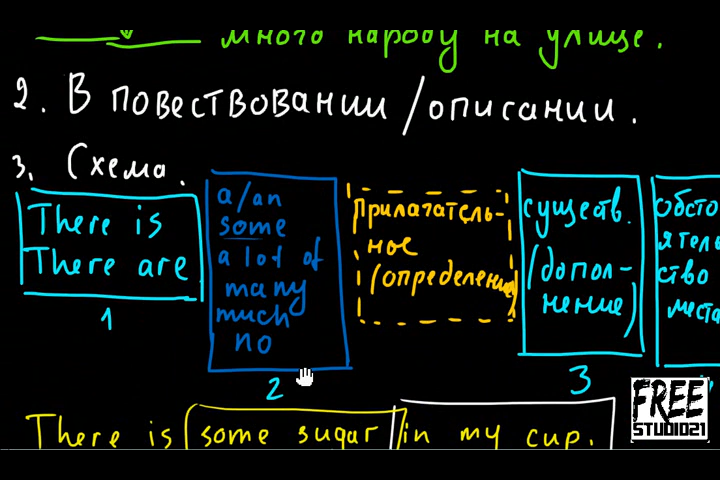 много народу на улице.
2. В повествовании/описании.
3. Схема.
There is
There are
1
a/an
some
a lot of
many
much
no
2
прилагатель-
ное
(определение)
существ.
(допол-
нение)
3
обсто
ятель
ство
места
There is some sugar in my cup.
FREE
STUDIO21